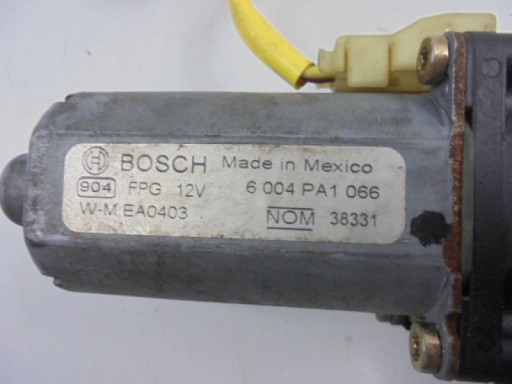 BOSCH Made in Mexico
904 FPG 12V 6 004 PA1 066
W-M EA0403 NOM 38331